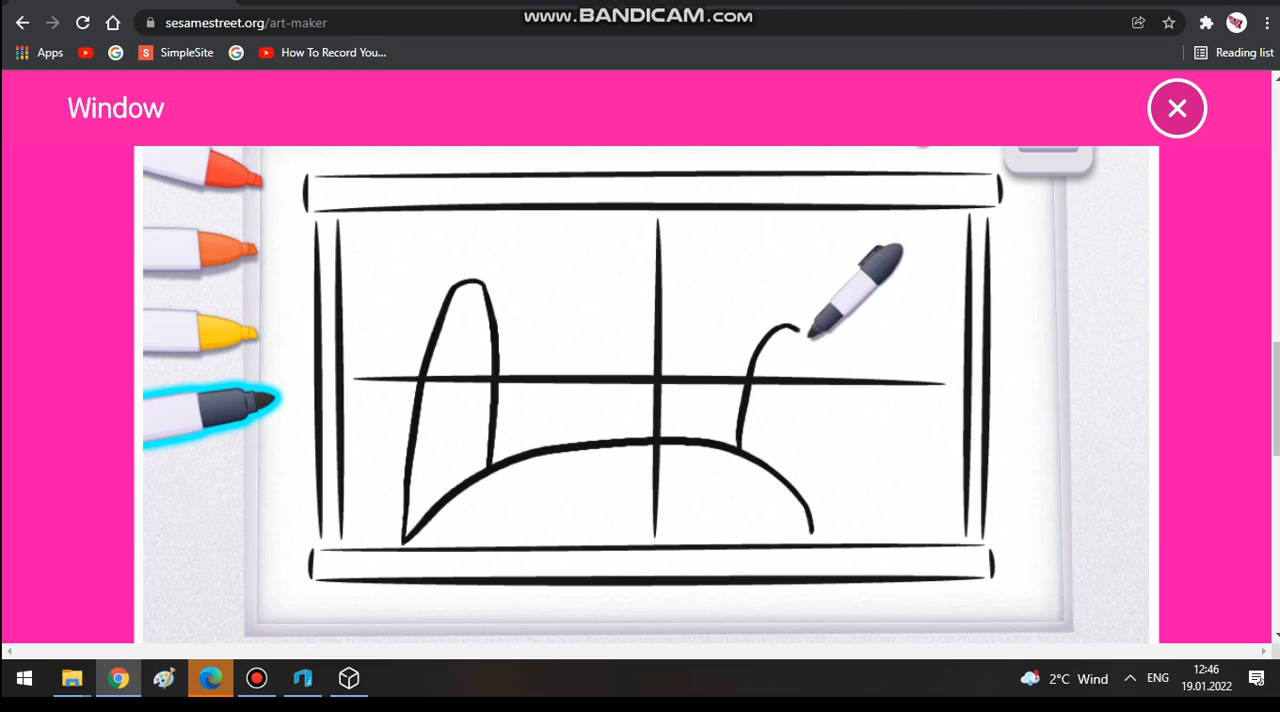 www.BANDICAM.com
sesamestreet.org/art-maker
Apps SimpleSite How To Record You... Reading list
Window
2°C Wind ENG 12:46
19.01.2022